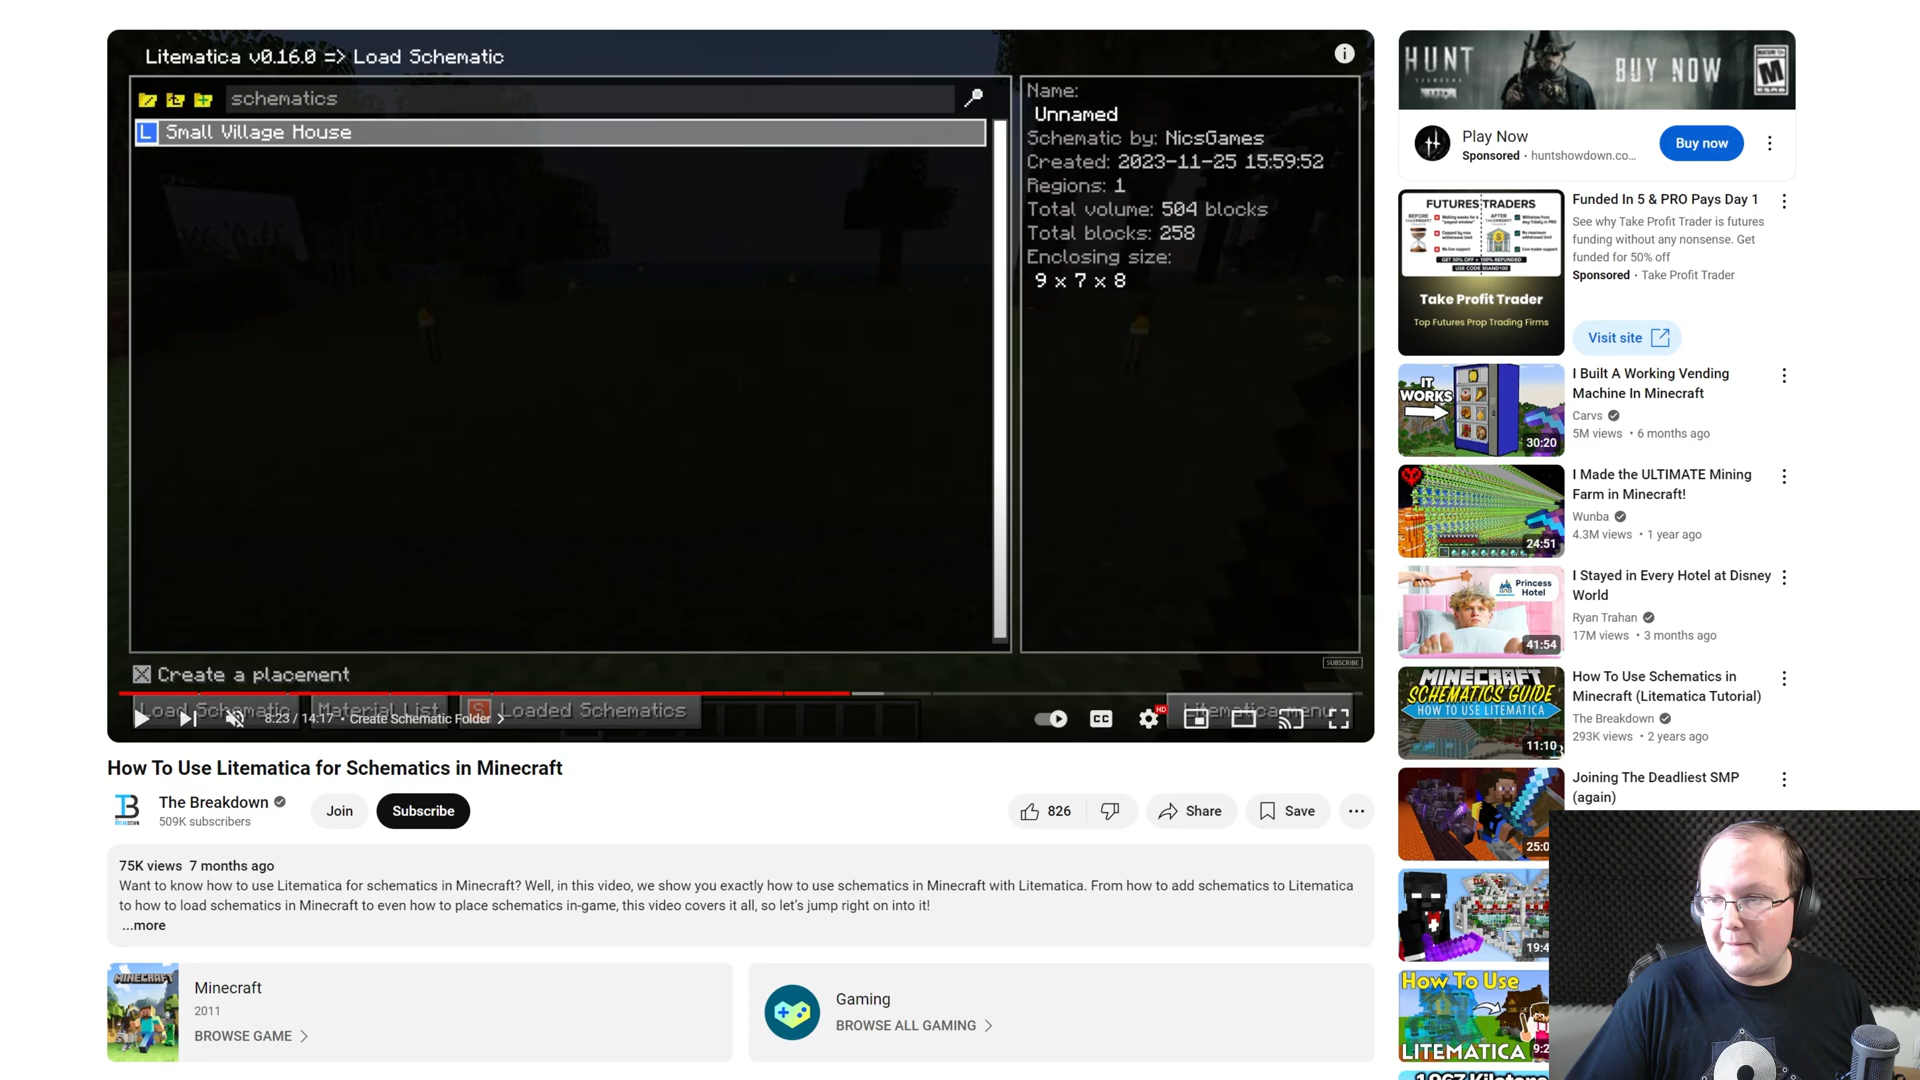 Litematica v0.16.0 => Load Schematic
schematics
L Small Village House
Name:
Unnamed
Schematic by: NicsGames
Created: 2023-11-25 15:59:52
Regions: 1
Total volume: 504 blocks
Total blocks: 258
Enclosing size:
9 x 7 x 8
SUBSCRIBE
Create a placement
Load Schematic
Material List
S Loaded Schematics
Litematica menu
8:23 / 14:17 • Create Schematic Folder
CC
HD
How To Use Litematica for Schematics in Minecraft
The Breakdown
509K subscribers
Join
Subscribe
826
Share
Save
75K views 7 months ago
Want to know how to use Litematica for schematics in Minecraft? Well, in this video, we show you exactly how to use schematics in Minecraft with Litematica. From how to add schematics to Litematica
to how to load schematics in Minecraft to even how to place schematics in-game, this video covers it all, so let's jump right on into it!
...more
MINECRAFT
Minecraft
2011
BROWSE GAME
Gaming
BROWSE ALL GAMING
HUNT
BUY NOW
M
Play Now
Sponsored · huntshowdown.co...
Buy now
FUTURES TRADERS
BEFORE
AFTER
Take Profit Trader
Top Futures Prop Trading Firms
Funded In 5 & PRO Pays Day 1
See why Take Profit Trader is futures
funding without any nonsense. Get
funded for 50% off
Sponsored · Take Profit Trader
Visit site
IT
WORKS
30:20
I Built A Working Vending
Machine In Minecraft
Carvs
5M views • 6 months ago
24:51
I Made the ULTIMATE Mining
Farm in Minecraft!
Wunba
4.3M views • 1 year ago
Princess
Hotel
41:54
I Stayed in Every Hotel at Disney
World
Ryan Trahan
17M views • 3 months ago
MINECRAFT
SCHEMATICS GUIDE
HOW TO USE LITEMATICA
11:10
How To Use Schematics in
Minecraft (Litematica Tutorial)
The Breakdown
293K views • 2 years ago
25:0
Joining The Deadliest SMP
(again)
19:4
How To Use
LITEMATICA
9:2